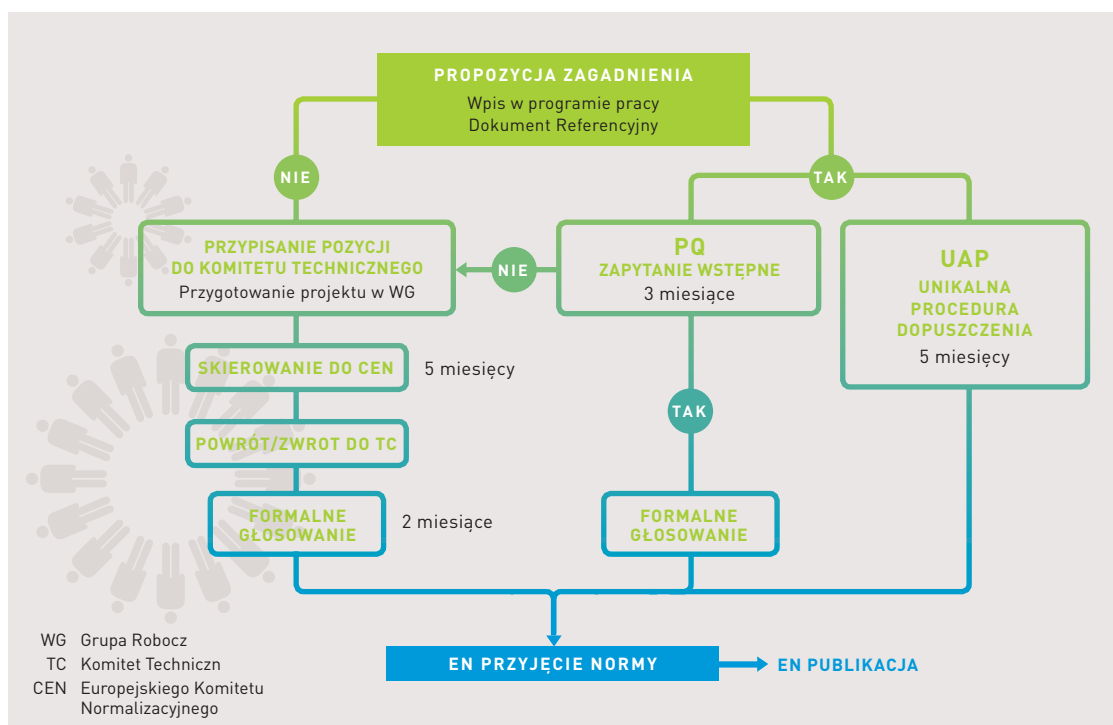 PROPOZYCJA ZAGADNIENIA
Wpis w programie pracy
Dokument Referencyjny
NIE
TAK
PRZYPISANIE POZYCJI
DO KOMITETU TECHNICZNEGO
Przygotowanie projektu w WG
NIE
PQ
ZAPYTANIE WSTĘPNE
3 miesiące
UAP
UNIKALNA
PROCEDURA
DOPUSZCZENIA
5 miesięcy
SKIEROWANIE DO CEN
5 miesięcy
TAK
POWRÓT/ZWROT DO TC
FORMALNE
GŁOSOWANIE
2 miesiące
FORMALNE
GŁOSOWANIE
WG Grupa Robocz
TC Komitet Techniczn
CEN Europejskiego Komitetu
Normalizacyjnego
EN PRZYJĘCIE NORMY
EN PUBLIKACJA